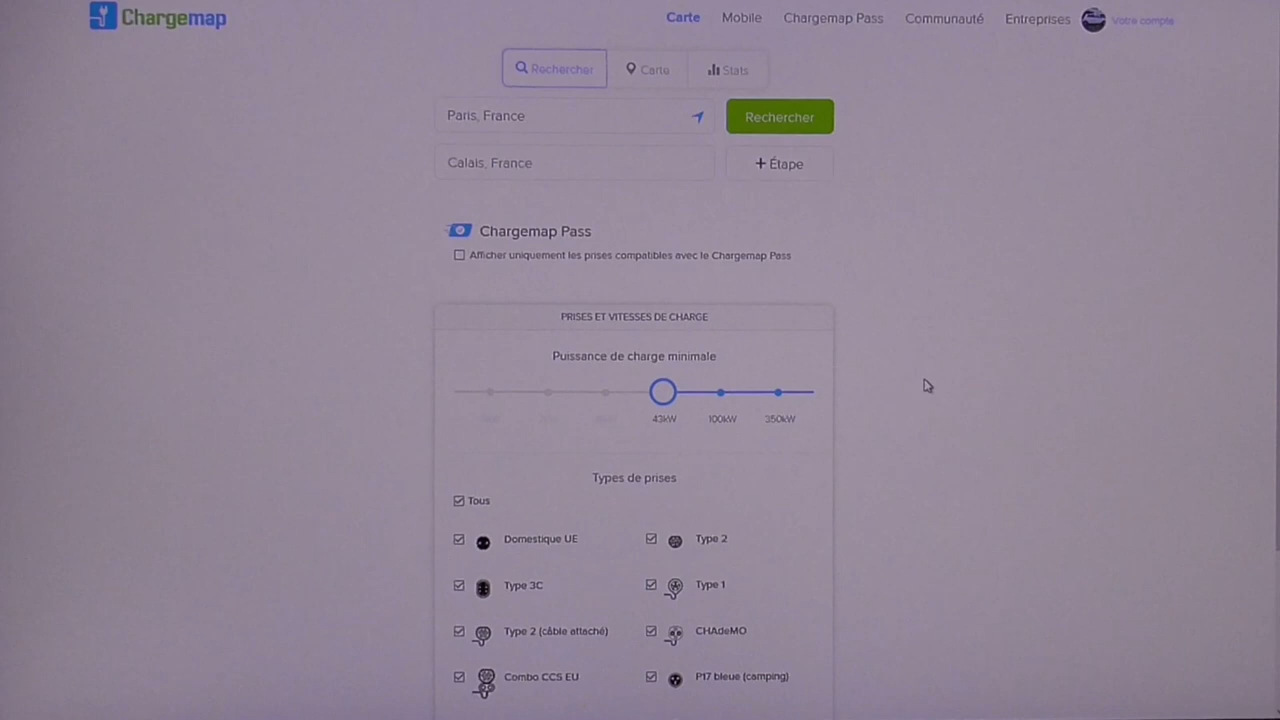 Chargemap
Carte Mobile Chargemap Pass Communauté Entreprises Votre compte
Rechercher Carte Stats
Paris, France Rechercher
Calais, France + Étape
Chargemap Pass
Afficher uniquement les prises compatibles avec le Chargemap Pass
PRISES ET VITESSES DE CHARGE
Puissance de charge minimale
43kW 100kW 350kW
Types de prises
Tous
Domestique UE Type 2
Type 3C Type 1
Type 2 (câble attaché) CHAdeMO
Combo CCS EU P17 bleue (camping)